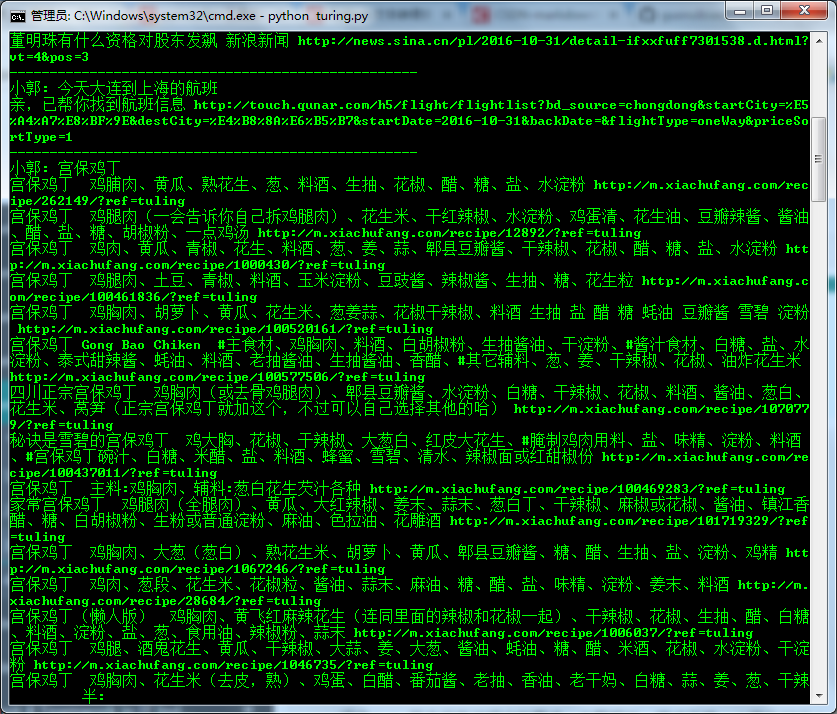 管理员: C:\Windows\system32\cmd.exe - python turing.py
董明珠有什么资格对股东发飙 新浪新闻 http://news.sina.cn/pl/2016-10-31/detail-ifxxfuff7301538.d.html?
vt=4&pos=3
----------------------------------------------------
小郭：今天大连到上海的航班
亲，已帮你找到航班信息 http://touch.qunar.com/h5/flight/flightlist?bd_source=chongdong&startCity=%E5
%A4%A7%E8%BF%9E&destCity=%E4%B8%8A%E6%B5%B7&startDate=2016-10-31&backDate=&flightType=oneWay&priceSo
rtType=1
----------------------------------------------------
小郭：宫保鸡丁
宫保鸡丁 鸡脯肉、黄瓜、熟花生、葱、料酒、生抽、花椒、醋、糖、盐、水淀粉 http://m.xiachufang.com/rec
ipe/262149/?ref=tuling
宫保鸡丁 鸡腿肉（一会告诉你自己拆鸡腿肉）、花生米、干红辣椒、水淀粉、鸡蛋清、花生油、豆瓣辣酱、酱油
、醋、盐、糖、胡椒粉、一点鸡汤 http://m.xiachufang.com/recipe/12892/?ref=tuling
宫保鸡丁 鸡肉、黄瓜、青椒、花生、料酒、葱、姜、蒜、郫县豆瓣酱、干辣椒、花椒、醋、糖、盐、水淀粉 htt
p://m.xiachufang.com/recipe/1000430/?ref=tuling
宫保鸡丁 鸡腿肉、土豆、青椒、料酒、玉米淀粉、豆豉酱、辣椒酱、生抽、糖、花生粒 http://m.xiachufang.c
om/recipe/100461836/?ref=tuling
宫保鸡丁 鸡胸肉、胡萝卜、黄瓜、花生米、葱姜蒜、花椒干辣椒、料酒 生抽 盐 醋 糖 蚝油 豆瓣酱 雪碧 淀粉
http://m.xiachufang.com/recipe/100520161/?ref=tuling
宫保鸡丁 Gong Bao Chiken #主食材、鸡胸肉、料酒、白胡椒粉、生抽酱油、干淀粉、#酱汁食材、白糖、盐、水
淀粉、泰式甜辣酱、蚝油、料酒、老抽酱油、生抽酱油、香醋、#其它辅料、葱、姜、干辣椒、花椒、油炸花生米
http://m.xiachufang.com/recipe/100577506/?ref=tuling
四川正宗宫保鸡丁 鸡胸肉（或去骨鸡腿肉）、郫县豆瓣酱、水淀粉、白糖、干辣椒、花椒、料酒、酱油、葱白、
花生米、莴笋（正宗宫保鸡丁就加这个，不过可以自己选择其他的哈） http://m.xiachufang.com/recipe/107077
9/?ref=tuling
秘诀是雪碧的宫保鸡丁 鸡大胸、花椒、干辣椒、大葱白、红皮大花生、#腌制鸡肉用料、盐、味精、淀粉、料酒
、#宫保鸡丁碗汁、白糖、米醋、盐、料酒、蜂蜜、雪碧、清水、辣椒面或红甜椒份 http://m.xiachufang.com/re
cipe/100437011/?ref=tuling
宫保鸡丁 主料:鸡胸肉、辅料:葱白花生芡汁各种 http://m.xiachufang.com/recipe/100469283/?ref=tuling
家常宫保鸡丁 鸡腿肉（全腿肉）、黄瓜、大红辣椒、姜末、蒜末、葱白丁、干辣椒、麻椒或花椒、酱油、镇江香
醋、糖、白胡椒粉、生粉或普通淀粉、麻油、色拉油、花雕酒 http://m.xiachufang.com/recipe/101719329/?ref
=tuling
宫保鸡丁 鸡胸肉、大葱（葱白）、熟花生米、胡萝卜、黄瓜、郫县豆瓣酱、糖、醋、生抽、盐、淀粉、鸡精 htt
p://m.xiachufang.com/recipe/1067246/?ref=tuling
宫保鸡丁 鸡肉、葱段、花生米、花椒粒、酱油、蒜末、麻油、糖、醋、盐、味精、淀粉、姜末、料酒 http://m.
xiachufang.com/recipe/28684/?ref=tuling
宫保鸡丁（懒人版） 鸡胸肉、黄飞红麻辣花生（连同里面的辣椒和花椒一起）、干辣椒、花椒、生抽、醋、白糖
、料酒、淀粉、盐、葱、食用油、辣椒粉、蒜末 http://m.xiachufang.com/recipe/1006037/?ref=tuling
宫保鸡丁 鸡腿、酒鬼花生、黄瓜、干辣椒、大蒜、姜、大葱、酱油、蚝油、糖、醋、米酒、花椒、水淀粉、干淀
粉 http://m.xiachufang.com/recipe/1046735/?ref=tuling
宫保鸡丁 鸡胸肉、花生米（去皮，熟）、鸡蛋、白醋、番茄酱、老抽、香油、老干妈、白糖、蒜、姜、葱、干辣
半: